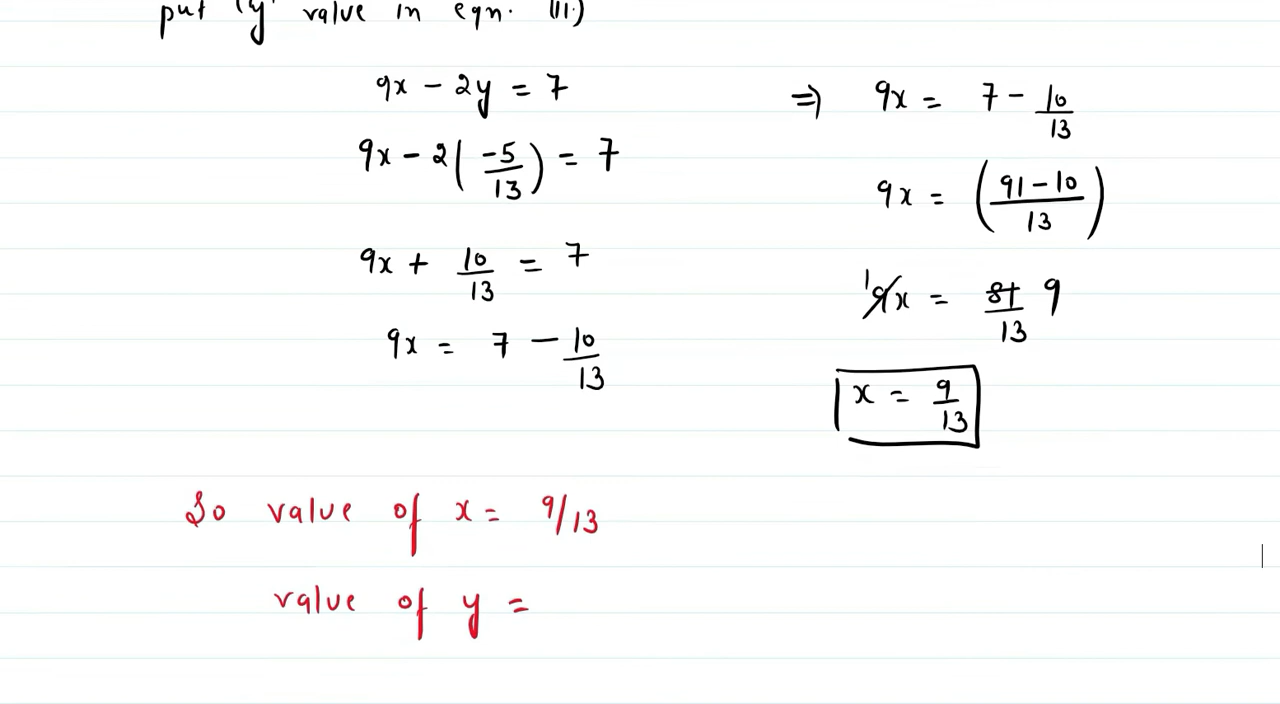 put 'y' value in eqn. (ii)
9x - 2y = 7
9x - 2(-5/13) = 7
9x + 10/13 = 7
9x = 7 - 10/13
⇒ 9x = 7 - 10/13
9x = (91-10/13)
1 9x = 81/13 9
x = 9/13
So value of x = 9/13
value of y =